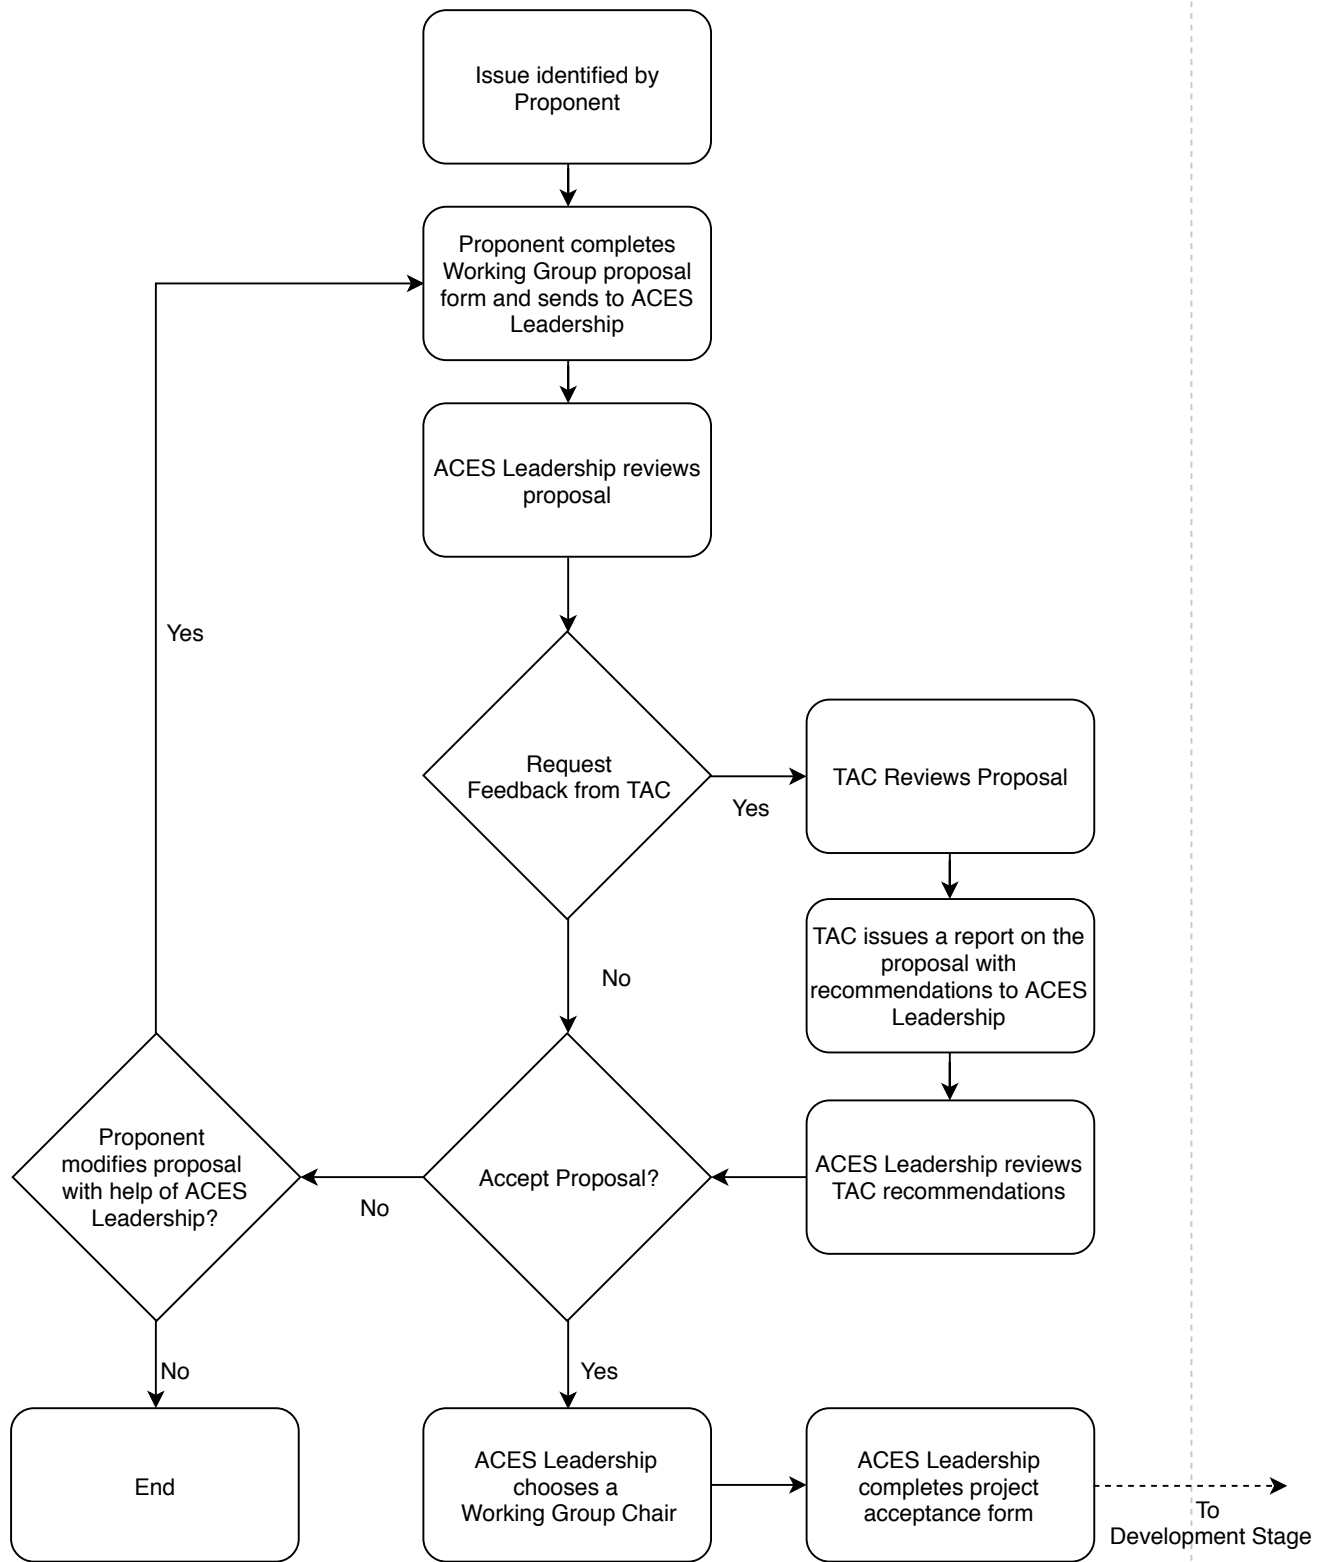 Issue identified by
Proponent
Proponent completes
Working Group proposal
form and sends to ACES
Leadership
ACES Leadership reviews
proposal
Yes
Request
Feedback from TAC
Yes
TAC Reviews Proposal
No
TAC issues a report on the
proposal with
recommendations to ACES
Leadership
Proponent
modifies proposal
with help of ACES
Leadership?
No
Accept Proposal?
ACES Leadership reviews
TAC recommendations
No
Yes
End
ACES Leadership
chooses a
Working Group Chair
ACES Leadership
completes project
acceptance form
To
Development Stage